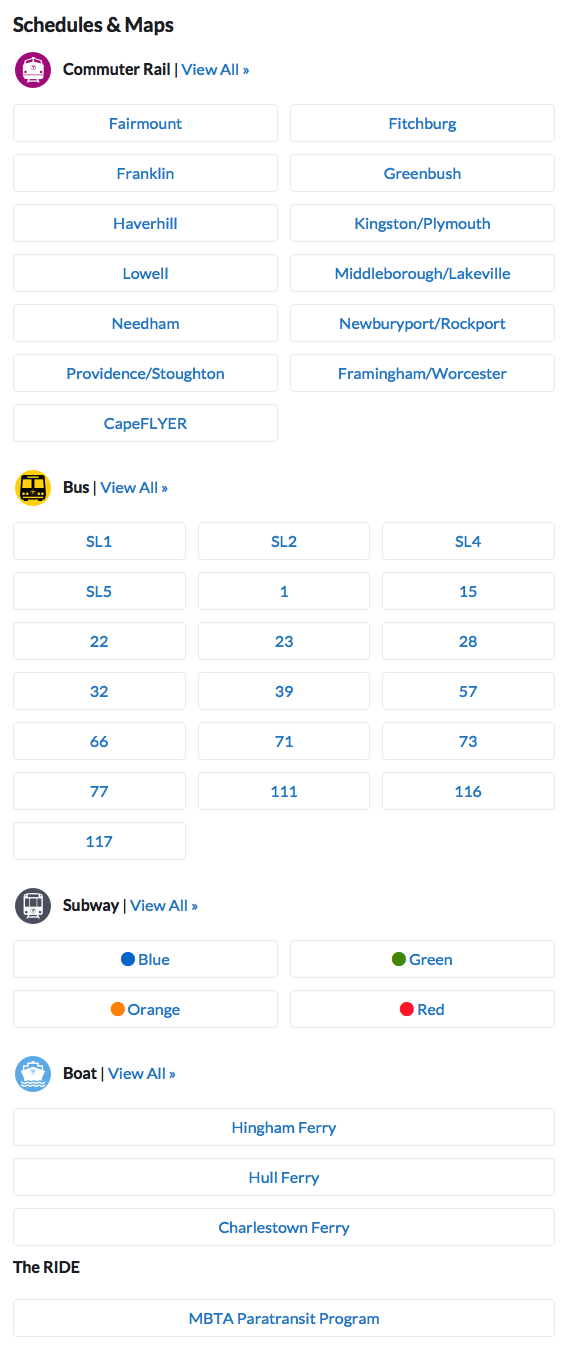 Schedules & Maps
Commuter Rail | View All »
Fairmount Fitchburg
Franklin Greenbush
Haverhill Kingston/Plymouth
Lowell Middleborough/Lakeville
Needham Newburyport/Rockport
Providence/Stoughton Framingham/Worcester
CapeFLYER
Bus | View All »
SL1 SL2 SL4
SL5 1 15
22 23 28
32 39 57
66 71 73
77 111 116
117
Subway | View All »
Blue Green
Orange Red
Boat | View All »
Hingham Ferry
Hull Ferry
Charlestown Ferry
The RIDE
MBTA Paratransit Program